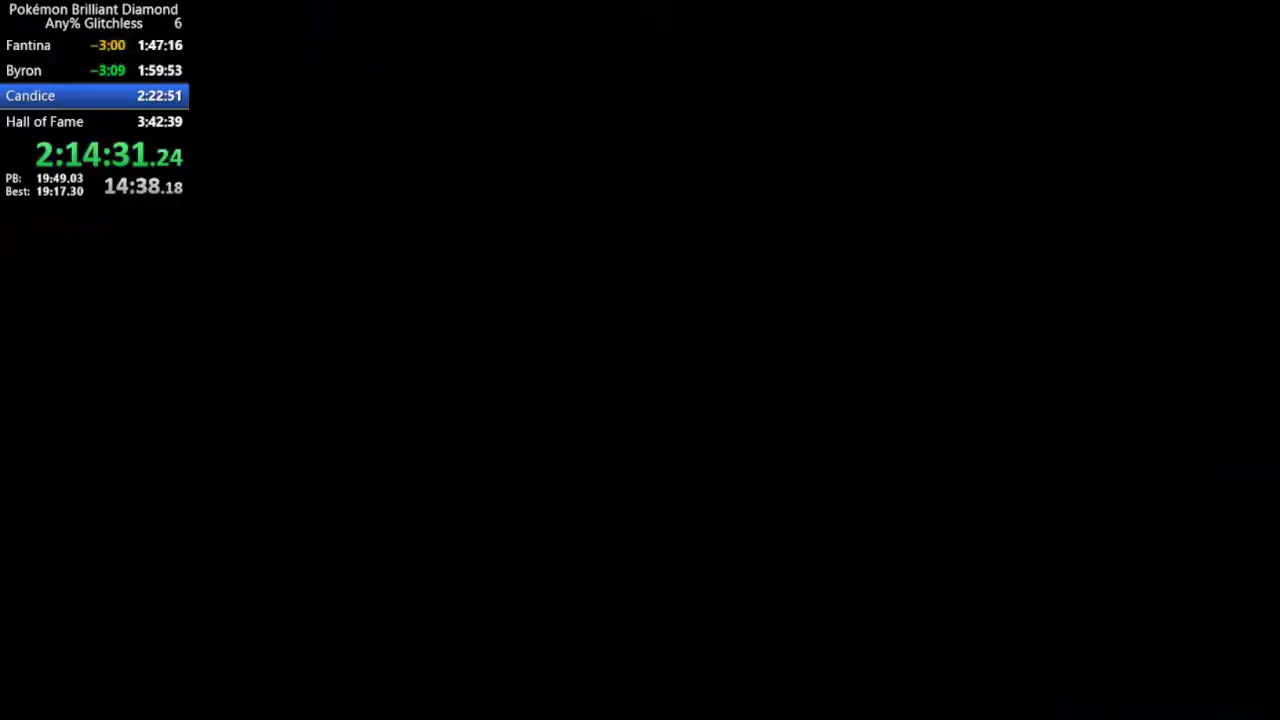 Pokémon Brilliant Diamond
Any% Glitchless 6
Fantina −3:00 1:47:16
Byron −3:09 1:59:53
Candice 2:22:51
Hall of Fame 3:42:39
2:14:31.24
PB: 19:49.03
Best: 19:17.30
14:38.18